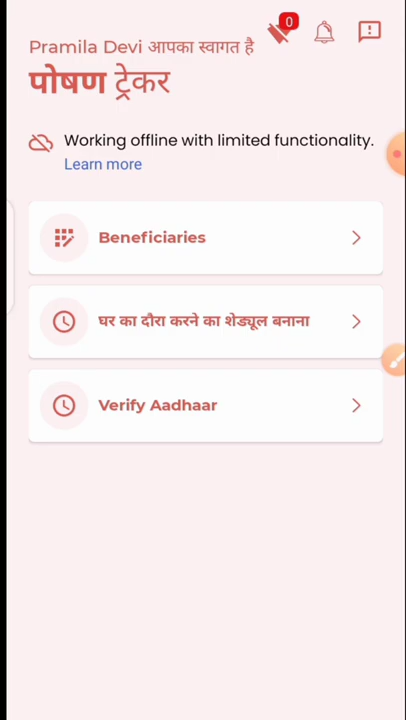 0
Pramila Devi आपका स्वागत है
पोषण ट्रेकर
Working offline with limited functionality.
Learn more
Beneficiaries
घर का दौरा करने का शेड्यूल बनाना
Verify Aadhaar